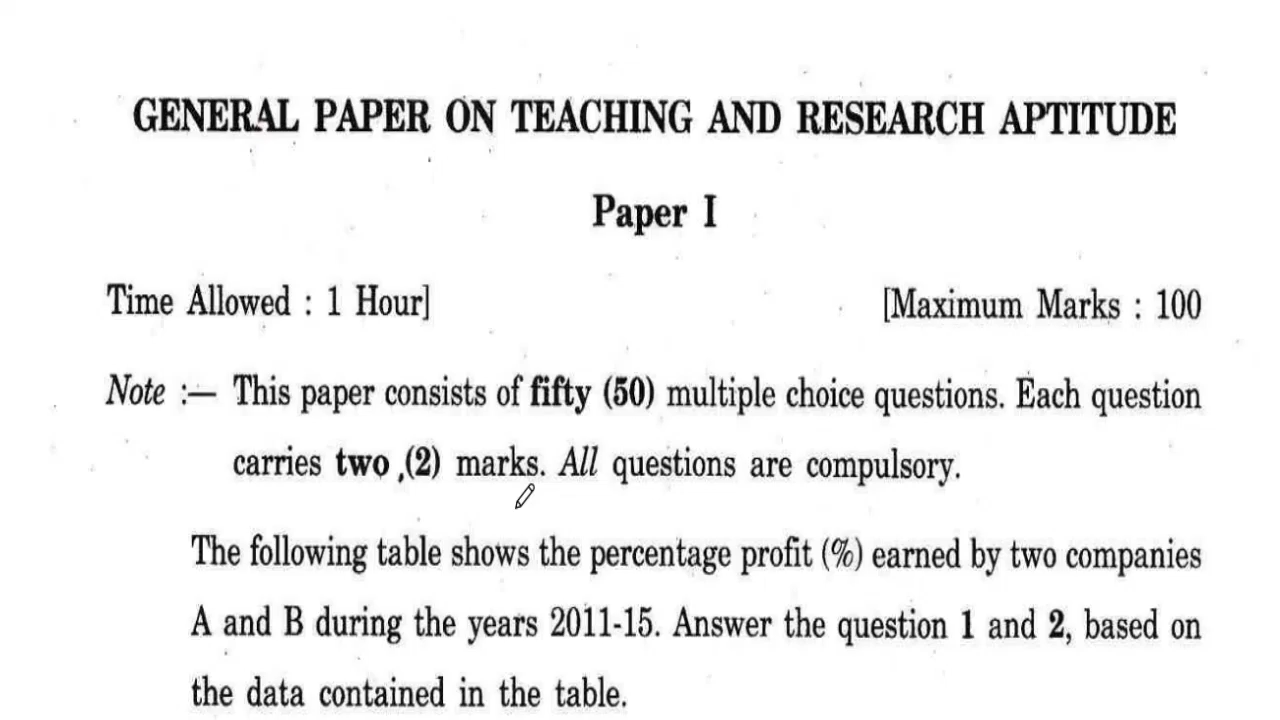 GENERAL PAPER ON TEACHING AND RESEARCH APTITUDE
Paper I
Time Allowed : 1 Hour] [Maximum Marks : 100
Note :— This paper consists of fifty (50) multiple choice questions. Each question
carries two (2) marks. All questions are compulsory.
The following table shows the percentage profit (%) earned by two companies
A and B during the years 2011-15. Answer the question 1 and 2, based on
the data contained in the table.